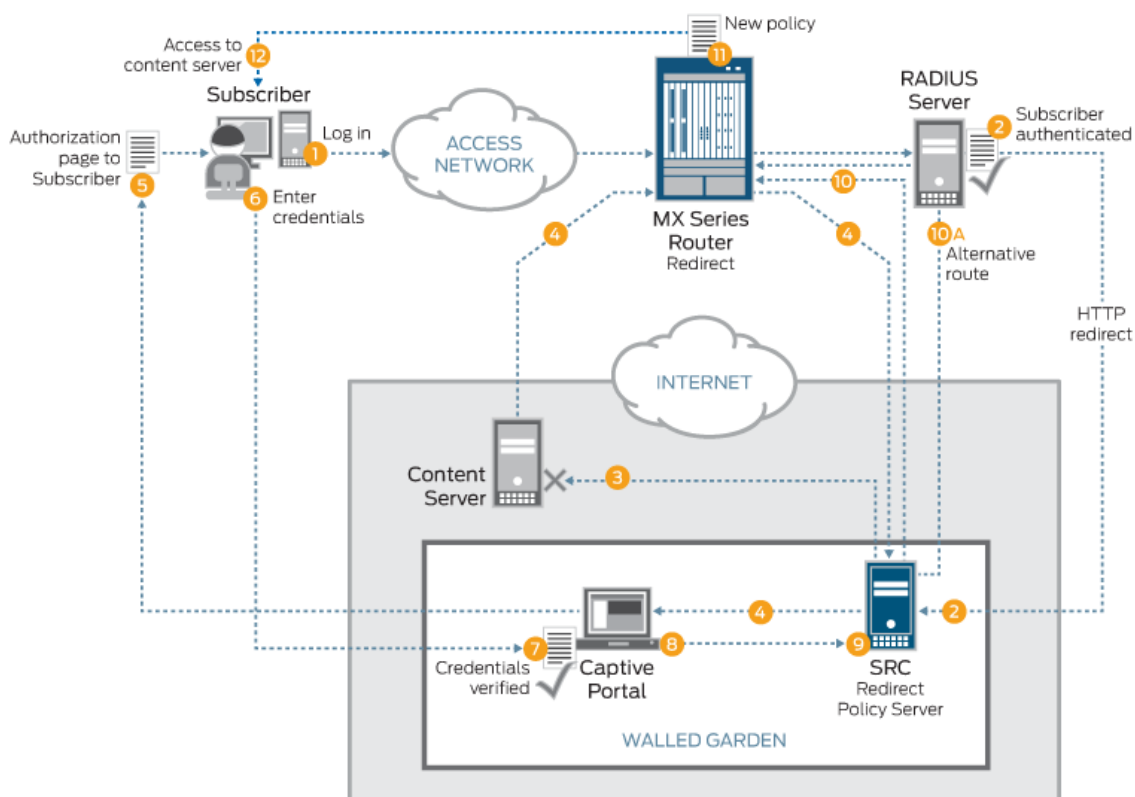 New policy
11
Access to
content server
12
Subscriber
RADIUS
Server
2
Subscriber
authenticated
Authorization
page to
Subscriber
5
Log in
1
ACCESS
NETWORK
6
Enter
credentials
MX Series
Router
Redirect
10
4
4
10A
Alternative
route
HTTP
redirect
INTERNET
Content
Server
3
4
2
7
8
9
Credentials
verified
Captive
Portal
SRC
Redirect
Policy Server
WALLED GARDEN